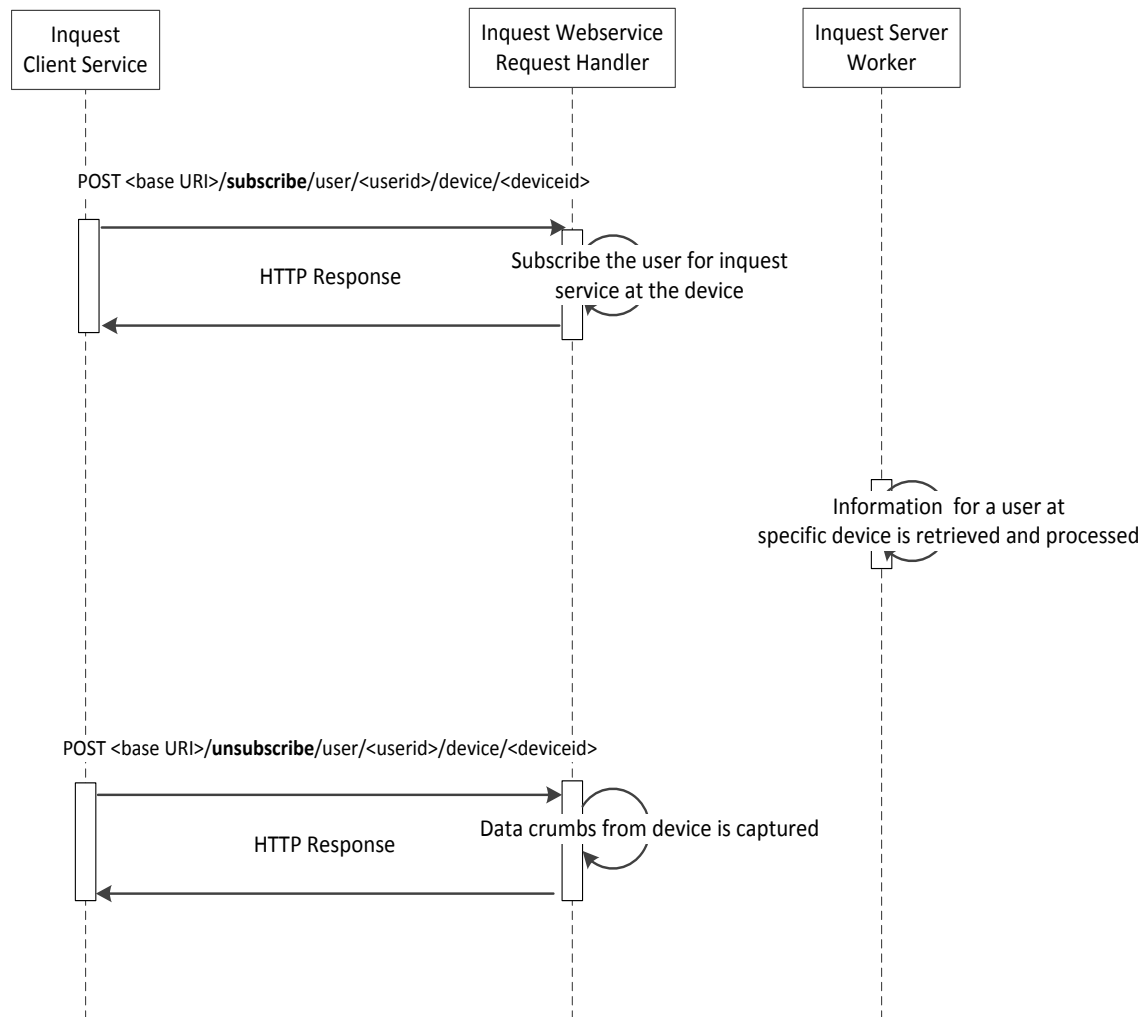 Inquest
Client Service
Inquest Webservice
Request Handler
Inquest Server
Worker
POST <base URI>/subscribe/user/<userid>/device/<deviceid>
HTTP Response
Subscribe the user for inquest
service at the device
Information  for a user at
specific device is retrieved and processed
POST <base URI>/unsubscribe/user/<userid>/device/<deviceid>
HTTP Response
Data crumbs from device is captured